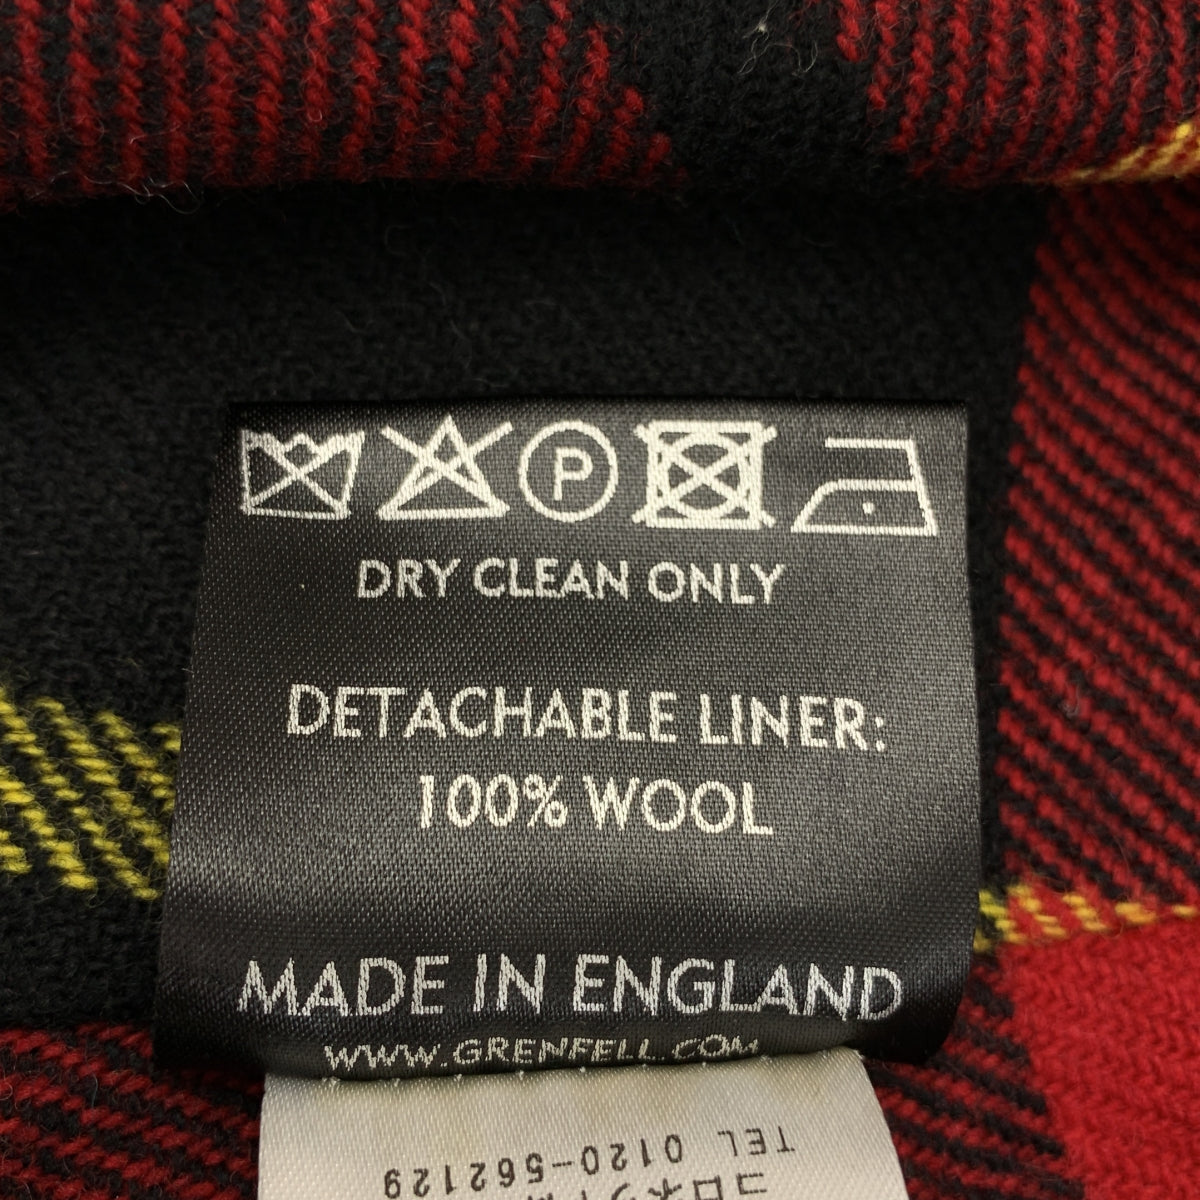 P
DRY CLEAN ONLY
DETACHABLE LINER:
100% WOOL
MADE IN ENGLAND
WWW.GRENFELL.COM
TEL 0120-562129